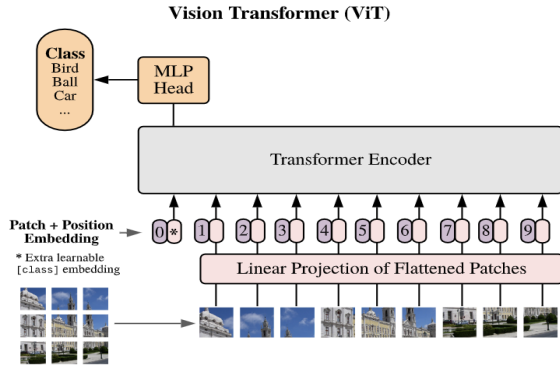 Vision Transformer (ViT)
Class
Bird
Ball
Car
...
MLP
Head
Transformer Encoder
Patch + Position
Embedding
0 * 1 2 3 4 5 6 7 8 9
* Extra learnable
[class] embedding
Linear Projection of Flattened Patches